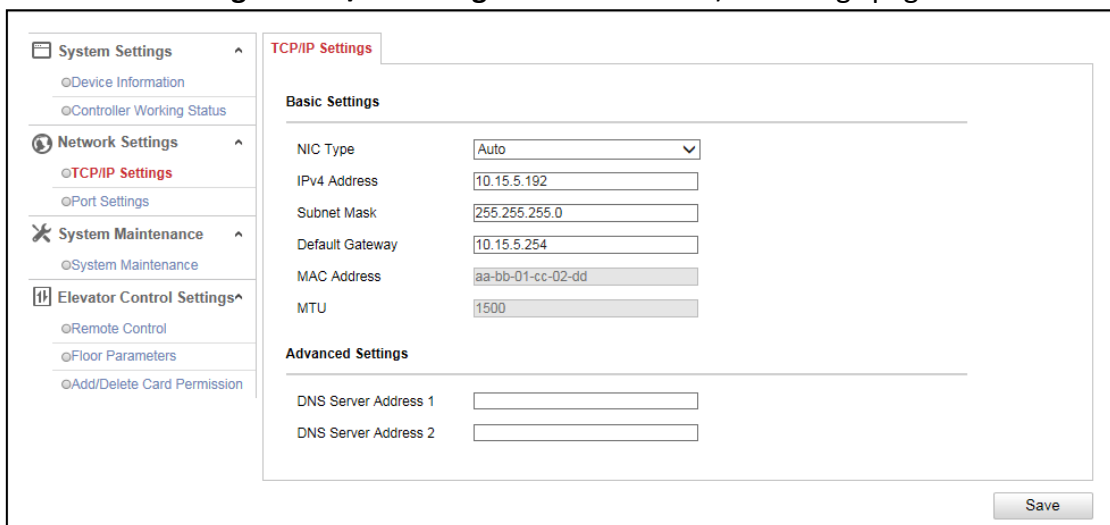 System Settings
Device Information
Controller Working Status
Network Settings
TCP/IP Settings
Port Settings
System Maintenance
System Maintenance
Elevator Control Settings
Remote Control
Floor Parameters
Add/Delete Card Permission
TCP/IP Settings
Basic Settings
NIC Type Auto
IPv4 Address 10.15.5.192
Subnet Mask 255.255.255.0
Default Gateway 10.15.5.254
MAC Address aa-bb-01-cc-02-dd
MTU 1500
Advanced Settings
DNS Server Address 1
DNS Server Address 2
Save